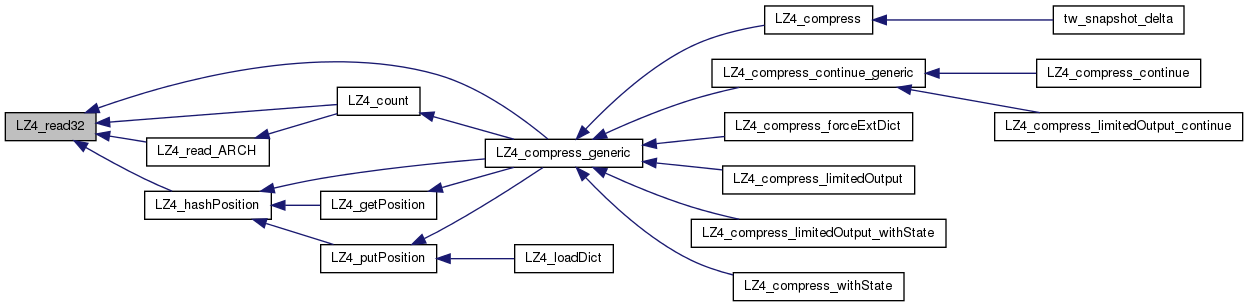 LZ4_read32
LZ4_count
LZ4_read_ARCH
LZ4_hashPosition
LZ4_getPosition
LZ4_putPosition
LZ4_loadDict
LZ4_compress_generic
LZ4_compress
tw_snapshot_delta
LZ4_compress_continue_generic
LZ4_compress_continue
LZ4_compress_limitedOutput_continue
LZ4_compress_forceExtDict
LZ4_compress_limitedOutput
LZ4_compress_limitedOutput_withState
LZ4_compress_withState